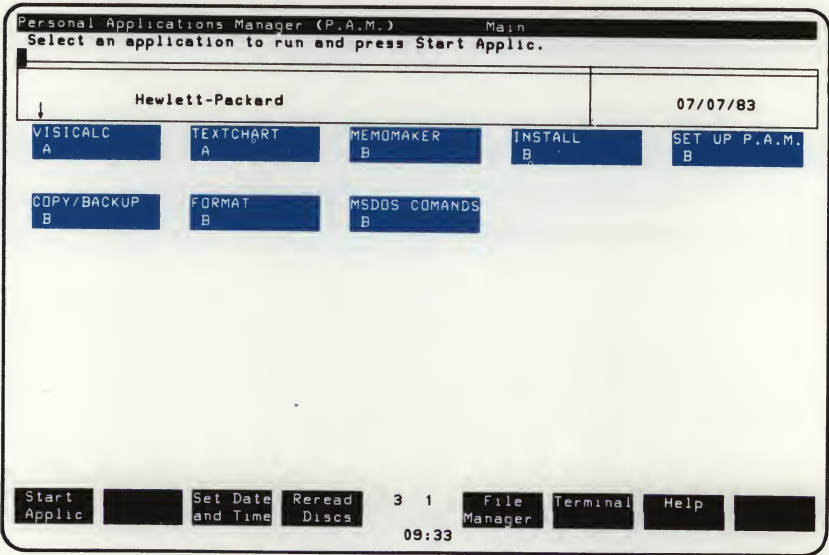 Personal Applications Manager (P.A.M.) Main
Select an application to run and press Start Applic.
Hewlett-Packard 07/07/83
VISICALC TEXTCHART MEMOMAKER INSTALL SET UP P.A.M.
A A B B B
COPY/BACKUP FORMAT MSDOS COMANDS
B B B
Start Set Date Reread 3 1 File Terminal Help
Applic and Time Discs Manager
09:33